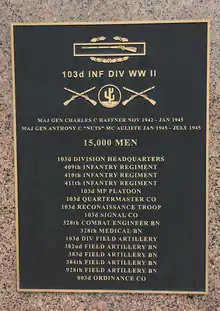 103d INF DIV WW II
MAJ GEN CHARLES C HAFFNER NOV 1942 - JAN 1945
MAJ GEN ANTHONY C "NUTS" MC AULIFFE JAN 1945 - JULY 1945
15,000 MEN
103d DIVISION HEADQUARTERS
409th INFANTRY REGIMENT
410th INFANTRY REGIMENT
411th INFANTRY REGIMENT
103d MP PLATOON
103d QUARTERMASTER CO
103d RECONAISSANCE TROOP
103d SIGNAL CO
328th COMBAT ENGINEER BN
328th MEDICAL BN
103d DIV FIELD ARTILLERY
382nd FIELD ARTILLERY BN
383d FIELD ARTILLERY BN
384th FIELD ARTILLERY BN
928th FIELD ARTILLERY BN
803d ORDINANCE CO